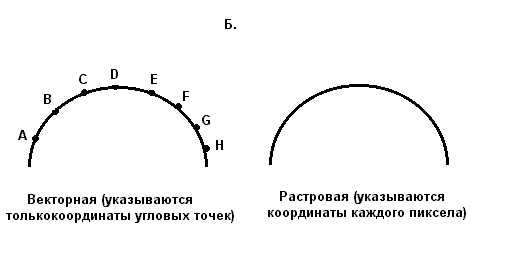 Б.
A
B
C
D
E
F
G
H
Векторная (указываются
толькокоординаты угловых точек)
Растровая (указываются
координаты каждого пиксела)